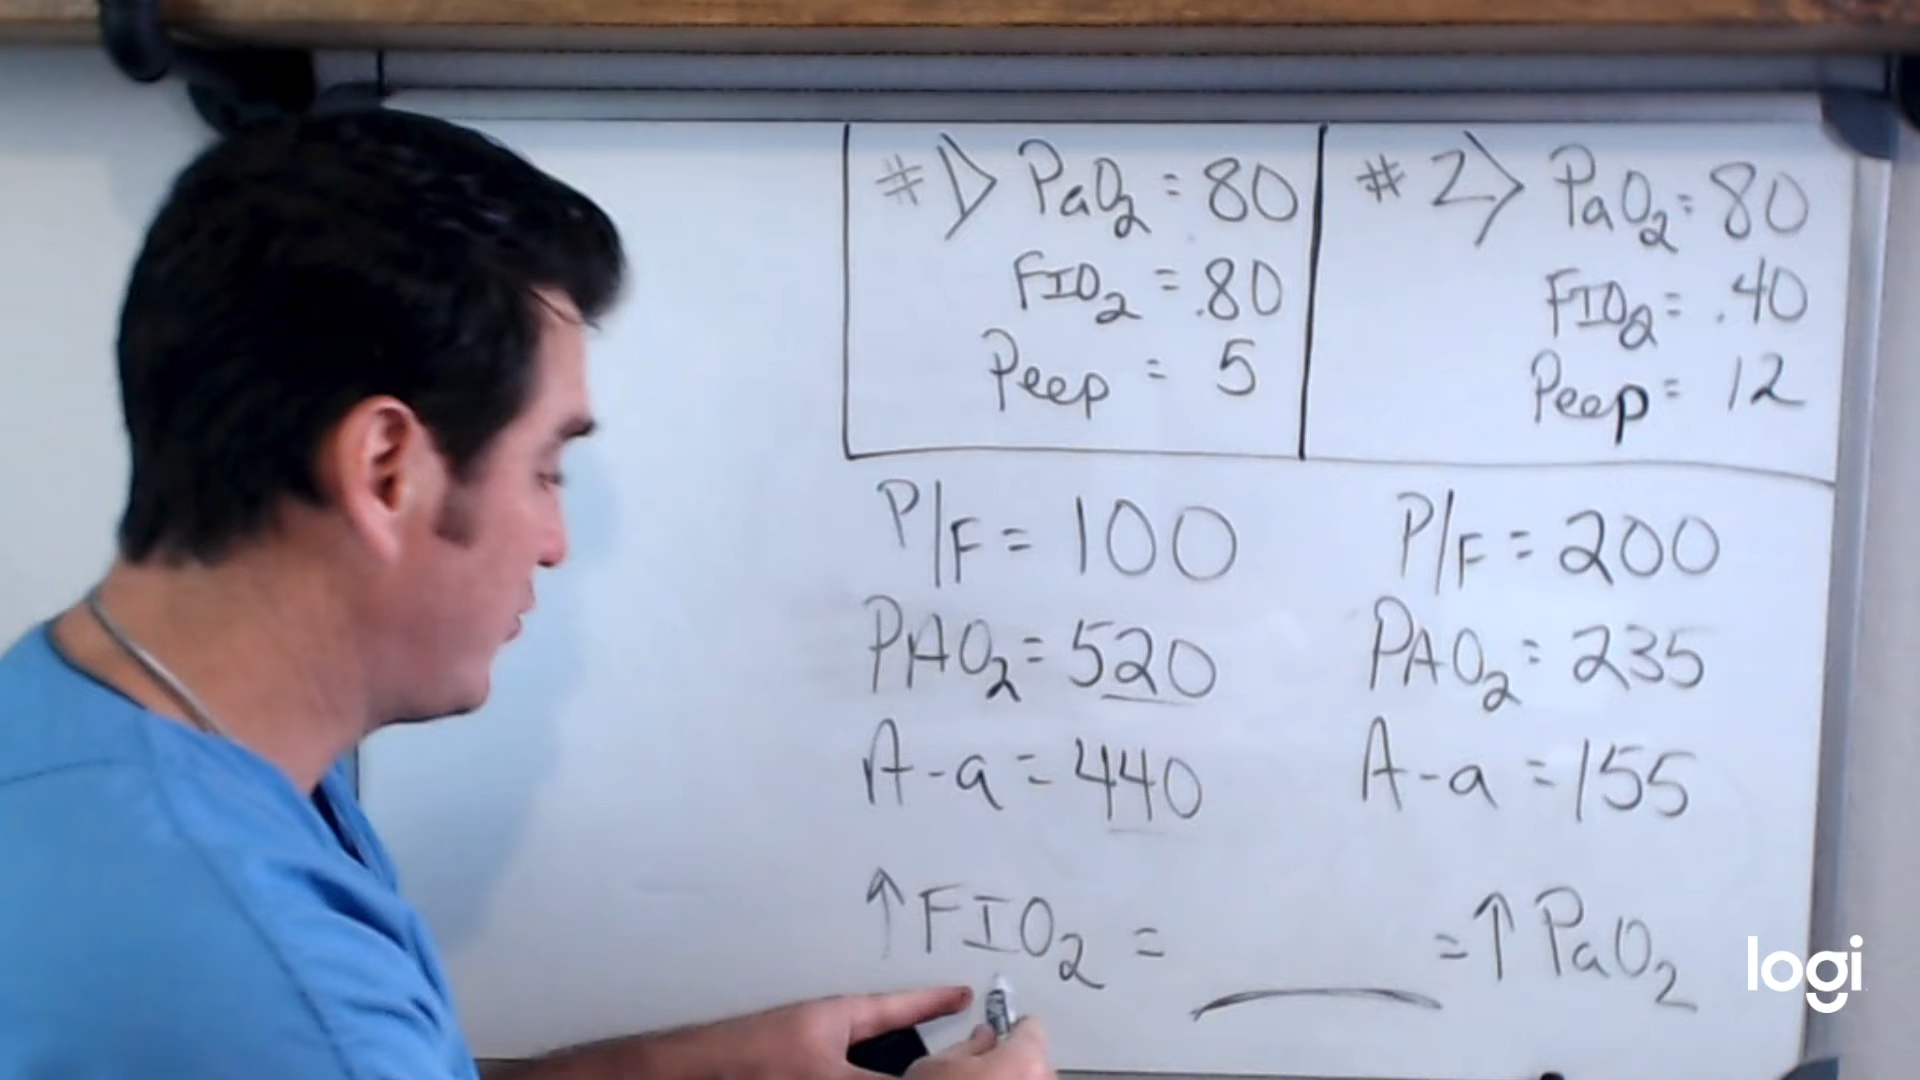 #1> PaO2 = 80
FIO2 = .80
Peep = 5
#2> PaO2 = 80
FIO2 = .40
Peep = 12
P/F = 100
PAO2 = 520
A-a = 440
P/F = 200
PAO2 = 235
A-a = 155
↑ FIO2 = = ↑ PaO2
logi